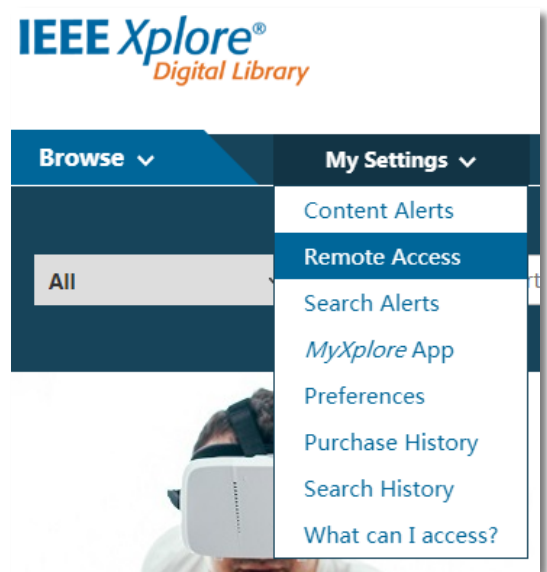 IEEE Xplore®
Digital Library
Browse
My Settings
Content Alerts
Remote Access
All
Search Alerts
MyXplore App
Preferences
Purchase History
Search History
What can I access?